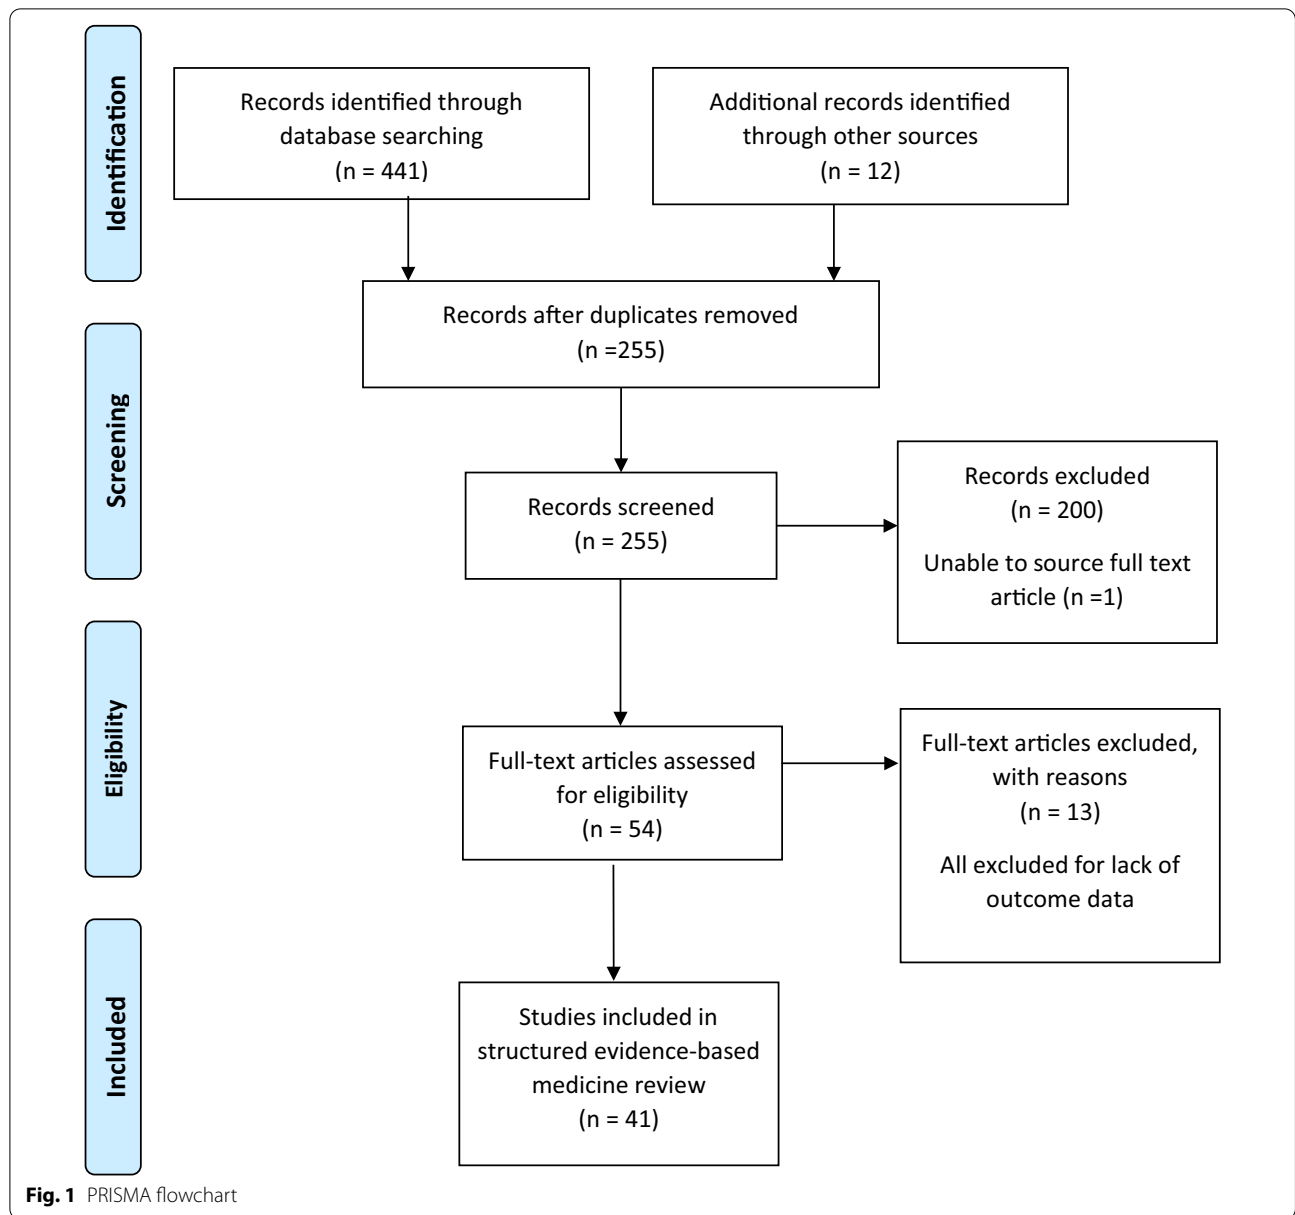 Identification
Records identified through
database searching
(n = 441)
Additional records identified
through other sources
(n = 12)
Records after duplicates removed
(n =255)
Screening
Records screened
(n = 255)
Records excluded
(n = 200)
Unable to source full text
article (n =1)
Eligibility
Full-text articles assessed
for eligibility
(n = 54)
Full-text articles excluded,
with reasons
(n = 13)
All excluded for lack of
outcome data
Included
Studies included in
structured evidence-based
medicine review
(n = 41)
Fig. 1 PRISMA flowchart